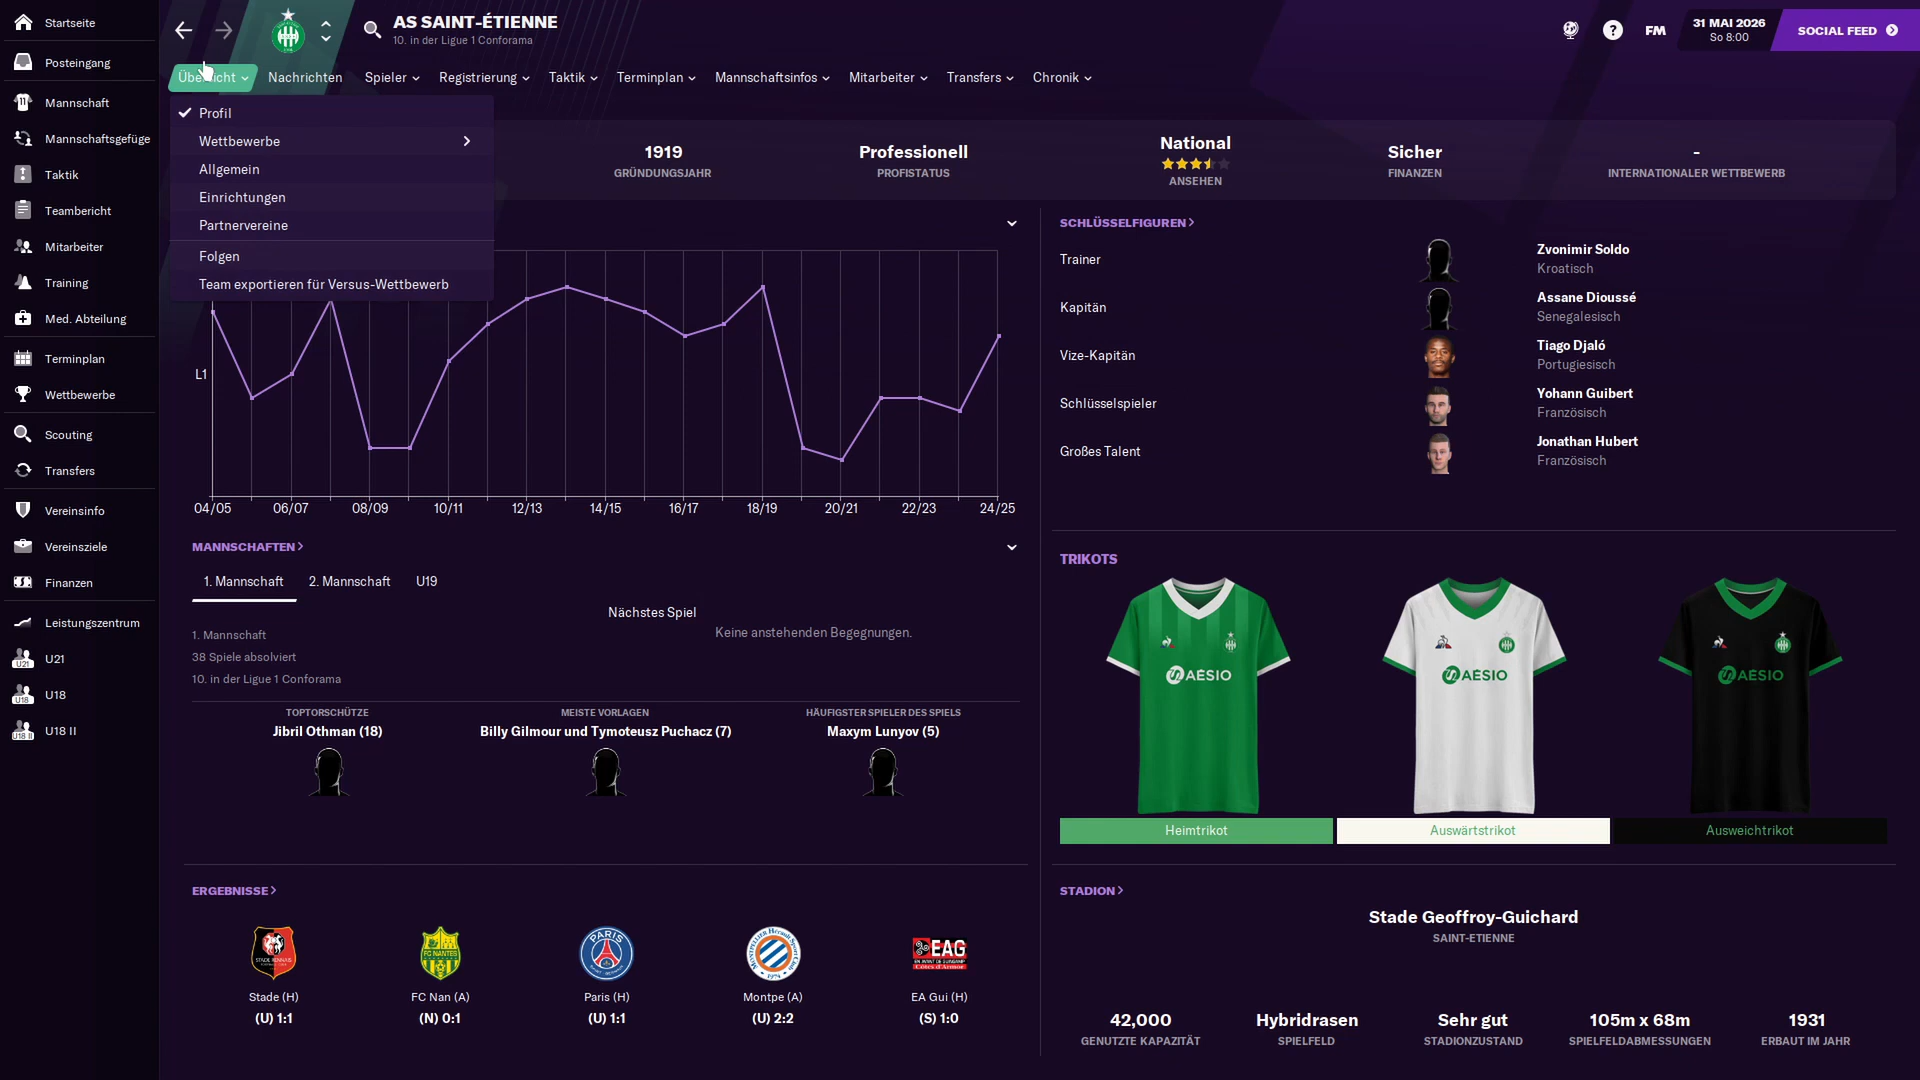 Startseite
Posteingang
Mannschaft
Mannschaftsgefüge
Taktik
Teambericht
Mitarbeiter
Training
Med. Abteilung
Terminplan
Wettbewerbe
Scouting
Transfers
Vereinsinfo
Vereinsziele
Finanzen
Leistungszentrum
U21
U18
U18 II
AS SAINT-ÉTIENNE
10. in der Ligue 1 Conforama
FM
31 MAI 2026
So 8:00
SOCIAL FEED
Übersicht
Nachrichten
Spieler
Registrierung
Taktik
Terminplan
Mannschaftsinfos
Mitarbeiter
Transfers
Chronik
Profil
Wettbewerbe
Allgemein
Einrichtungen
Partnervereine
Folgen
Team exportieren für Versus-Wettbewerb
1919
GRÜNDUNGSJAHR
Professionell
PROFISTATUS
National
ANSEHEN
Sicher
FINANZEN
-
INTERNATIONALER WETTBEWERB
L1
04/05 06/07 08/09 10/11 12/13 14/15 16/17 18/19 20/21 22/23 24/25
SCHLÜSSELFIGUREN
Trainer
Zvonimir Soldo
Kroatisch
Kapitän
Assane Dioussé
Senegalesisch
Vize-Kapitän
Tiago Djaló
Portugiesisch
Schlüsselspieler
Yohann Guibert
Französisch
Großes Talent
Jonathan Hubert
Französisch
MANNSCHAFTEN
1. Mannschaft
2. Mannschaft
U19
Nächstes Spiel
Keine anstehenden Begegnungen.
1. Mannschaft
38 Spiele absolviert
10. in der Ligue 1 Conforama
TOPTORSCHÜTZE
Jibril Othman (18)
MEISTE VORLAGEN
Billy Gilmour und Tymoteusz Puchacz (7)
HÄUFIGSTER SPIELER DES SPIELS
Maxym Lunyov (5)
TRIKOTS
AÉSIO
AÉSIO
AÉSIO
Heimtrikot
Auswärtstrikot
Ausweichtrikot
ERGEBNISSE
PARIS
EAG
Stade (H)
(U) 1:1
FC Nan (A)
(N) 0:1
Paris (H)
(U) 1:1
Montpe (A)
(U) 2:2
EA Gui (H)
(S) 1:0
STADION
Stade Geoffroy-Guichard
SAINT-ETIENNE
42,000
GENUTZTE KAPAZITÄT
Hybridrasen
SPIELFELD
Sehr gut
STADIONZUSTAND
105m x 68m
SPIELFELDABMESSUNGEN
1931
ERBAUT IM JAHR